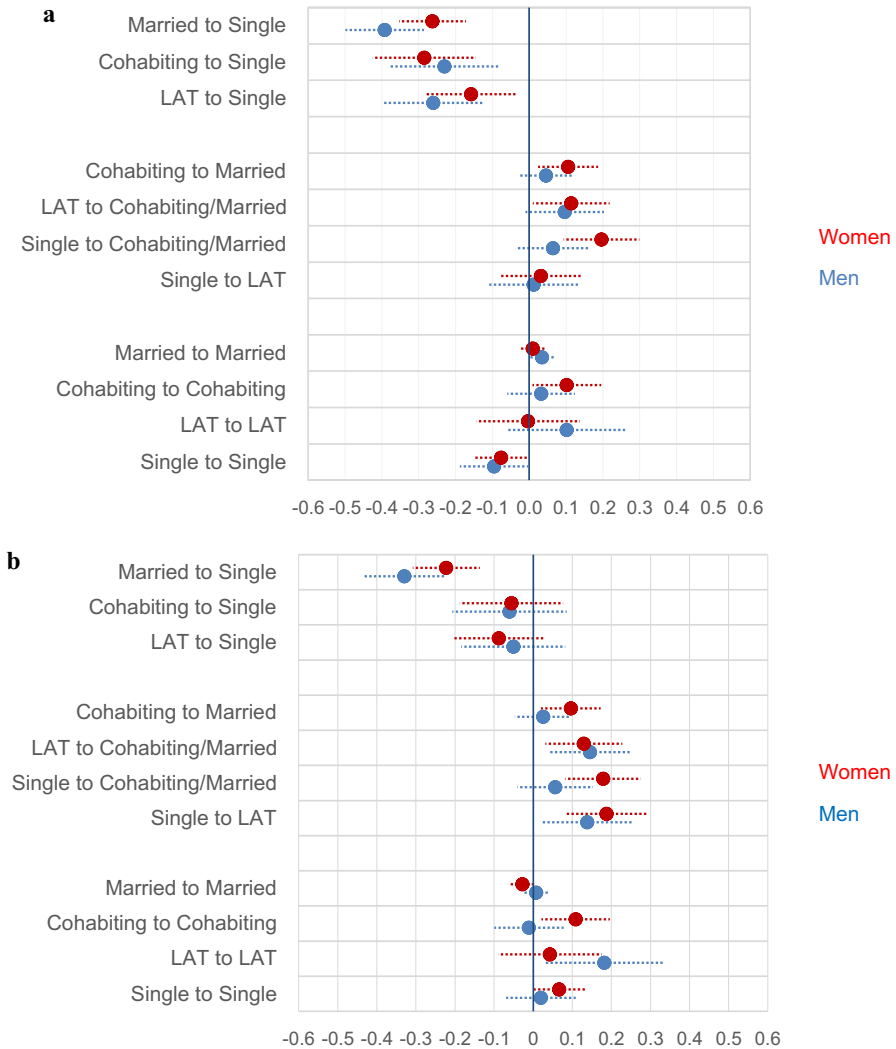 a
Married to Single
Cohabiting to Single
LAT to Single
Cohabiting to Married
LAT to Cohabiting/Married
Single to Cohabiting/Married
Single to LAT
Married to Married
Cohabiting to Cohabiting
LAT to LAT
Single to Single
Women
Men
-0.6 -0.5 -0.4 -0.3 -0.2 -0.1 0.0 0.1 0.2 0.3 0.4 0.5 0.6
b
Married to Single
Cohabiting to Single
LAT to Single
Cohabiting to Married
LAT to Cohabiting/Married
Single to Cohabiting/Married
Single to LAT
Married to Married
Cohabiting to Cohabiting
LAT to LAT
Single to Single
Women
Men
-0.6 -0.5 -0.4 -0.3 -0.2 -0.1 0 0.1 0.2 0.3 0.4 0.5 0.6